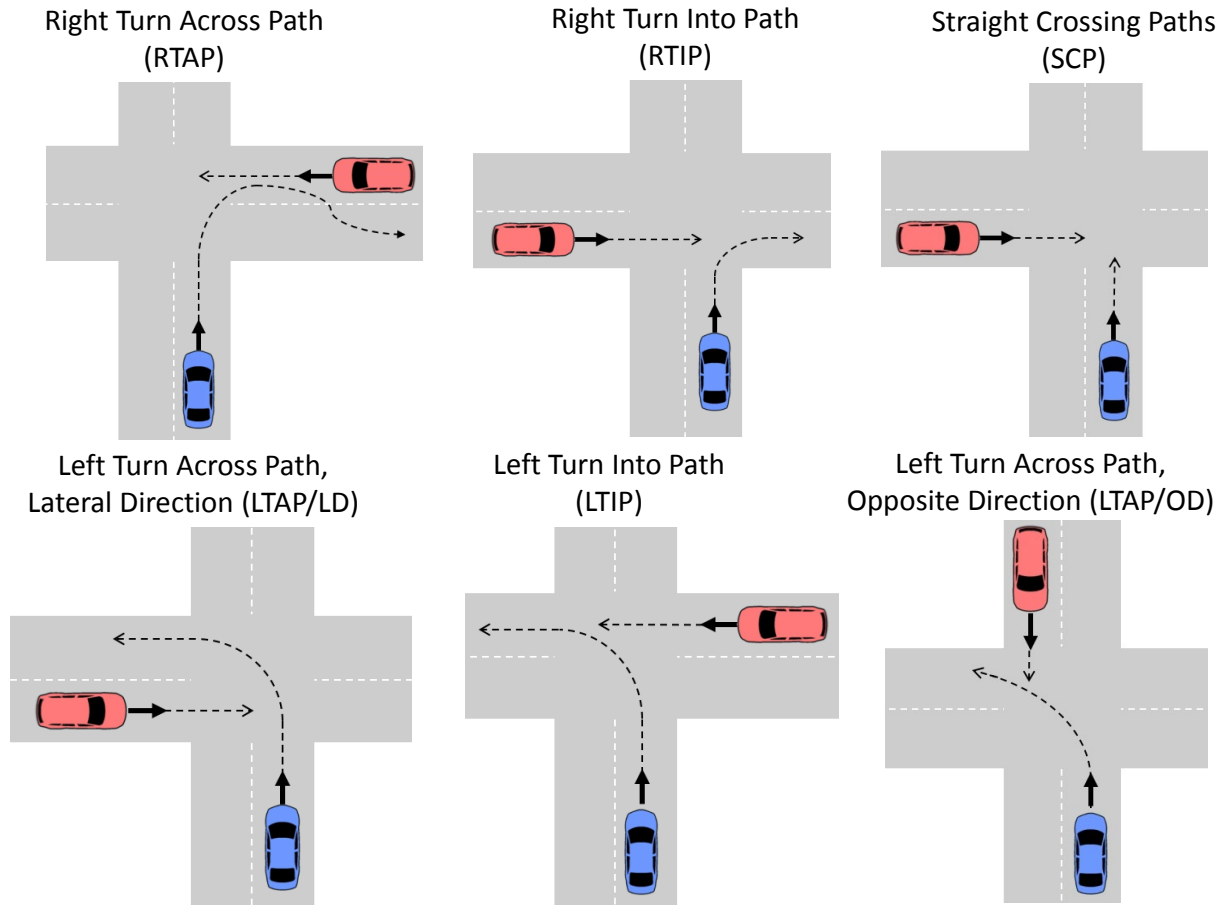 Right Turn Across Path
(RTAP)
Right Turn Into Path
(RTIP)
Straight Crossing Paths
(SCP)
Left Turn Across Path,
Lateral Direction (LTAP/LD)
Left Turn Into Path
(LTIP)
Left Turn Across Path,
Opposite Direction (LTAP/OD)